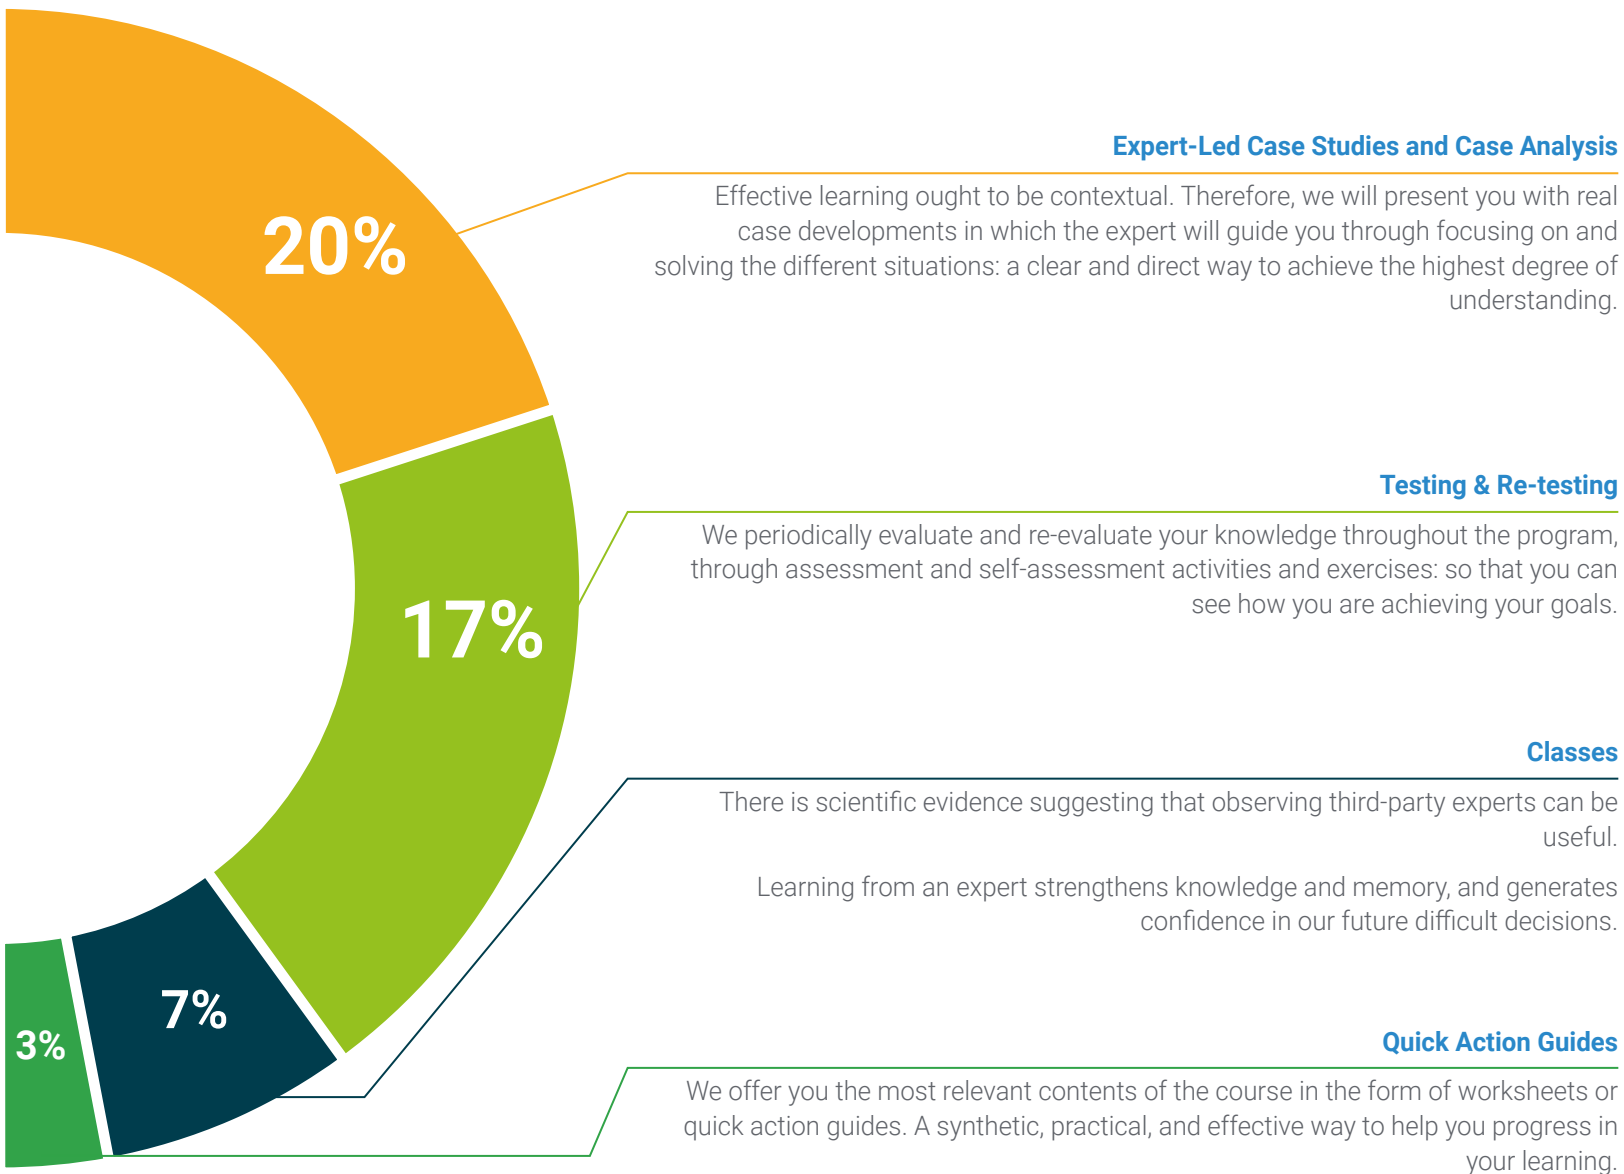 Expert-Led Case Studies and Case Analysis
20%
Effective learning ought to be contextual. Therefore, we will present you with real
case developments in which the expert will guide you through focusing on and
solving the different situations: a clear and direct way to achieve the highest degree of
understanding.
Testing & Re-testing
17%
We periodically evaluate and re-evaluate your knowledge throughout the program,
through assessment and self-assessment activities and exercises: so that you can
see how you are achieving your goals.
Classes
7%
There is scientific evidence suggesting that observing third-party experts can be
useful.
Learning from an expert strengthens knowledge and memory, and generates
confidence in our future difficult decisions.
Quick Action Guides
3%
We offer you the most relevant contents of the course in the form of worksheets or
quick action guides. A synthetic, practical, and effective way to help you progress in
your learning.